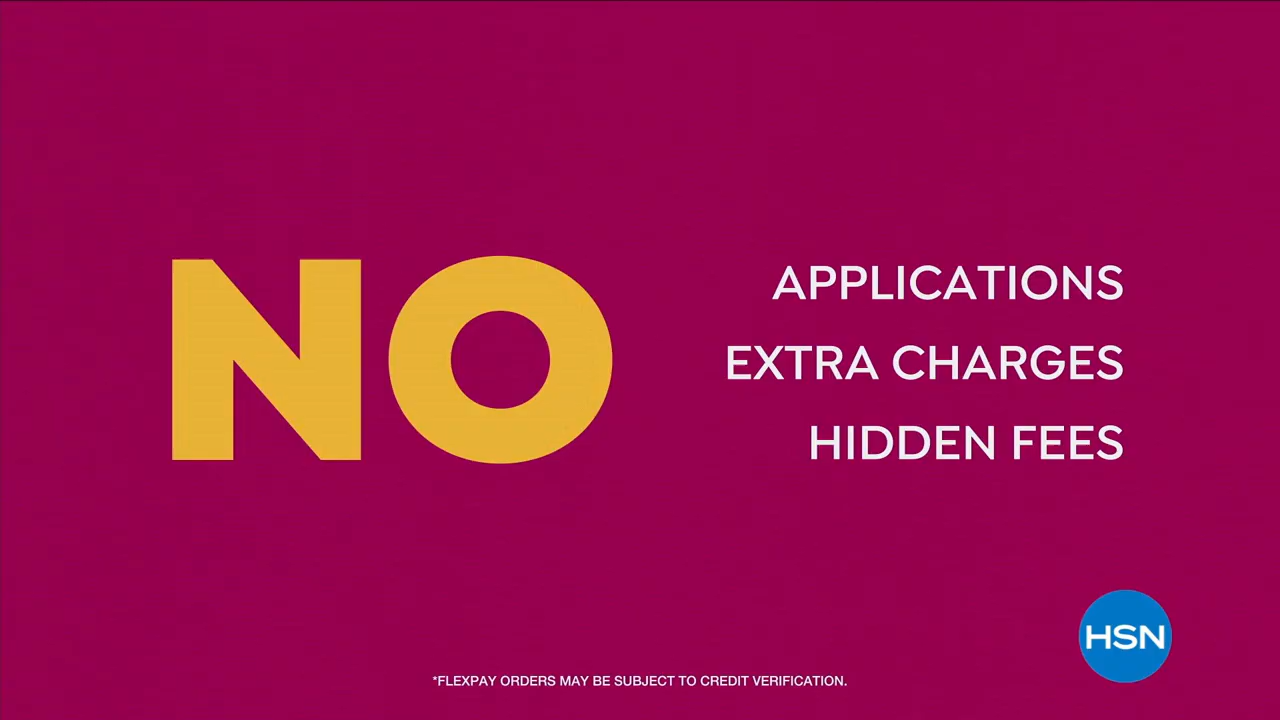 NO
APPLICATIONS
EXTRA CHARGES
HIDDEN FEES
HSN
*FLEXPAY ORDERS MAY BE SUBJECT TO CREDIT VERIFICATION.